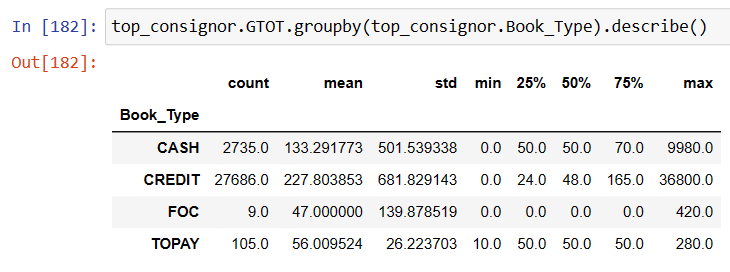 In [182]: top_consignor.GTOT.groupby(top_consignor.Book_Type).describe()
Out[182]:
count mean std min 25% 50% 75% max
Book_Type
CASH 2735.0 133.291773 501.539338 0.0 50.0 50.0 70.0 9980.0
CREDIT 27686.0 227.803853 681.829143 0.0 24.0 48.0 165.0 36800.0
FOC 9.0 47.000000 139.878519 0.0 0.0 0.0 0.0 420.0
TOPAY 105.0 56.009524 26.223703 10.0 50.0 50.0 50.0 280.0